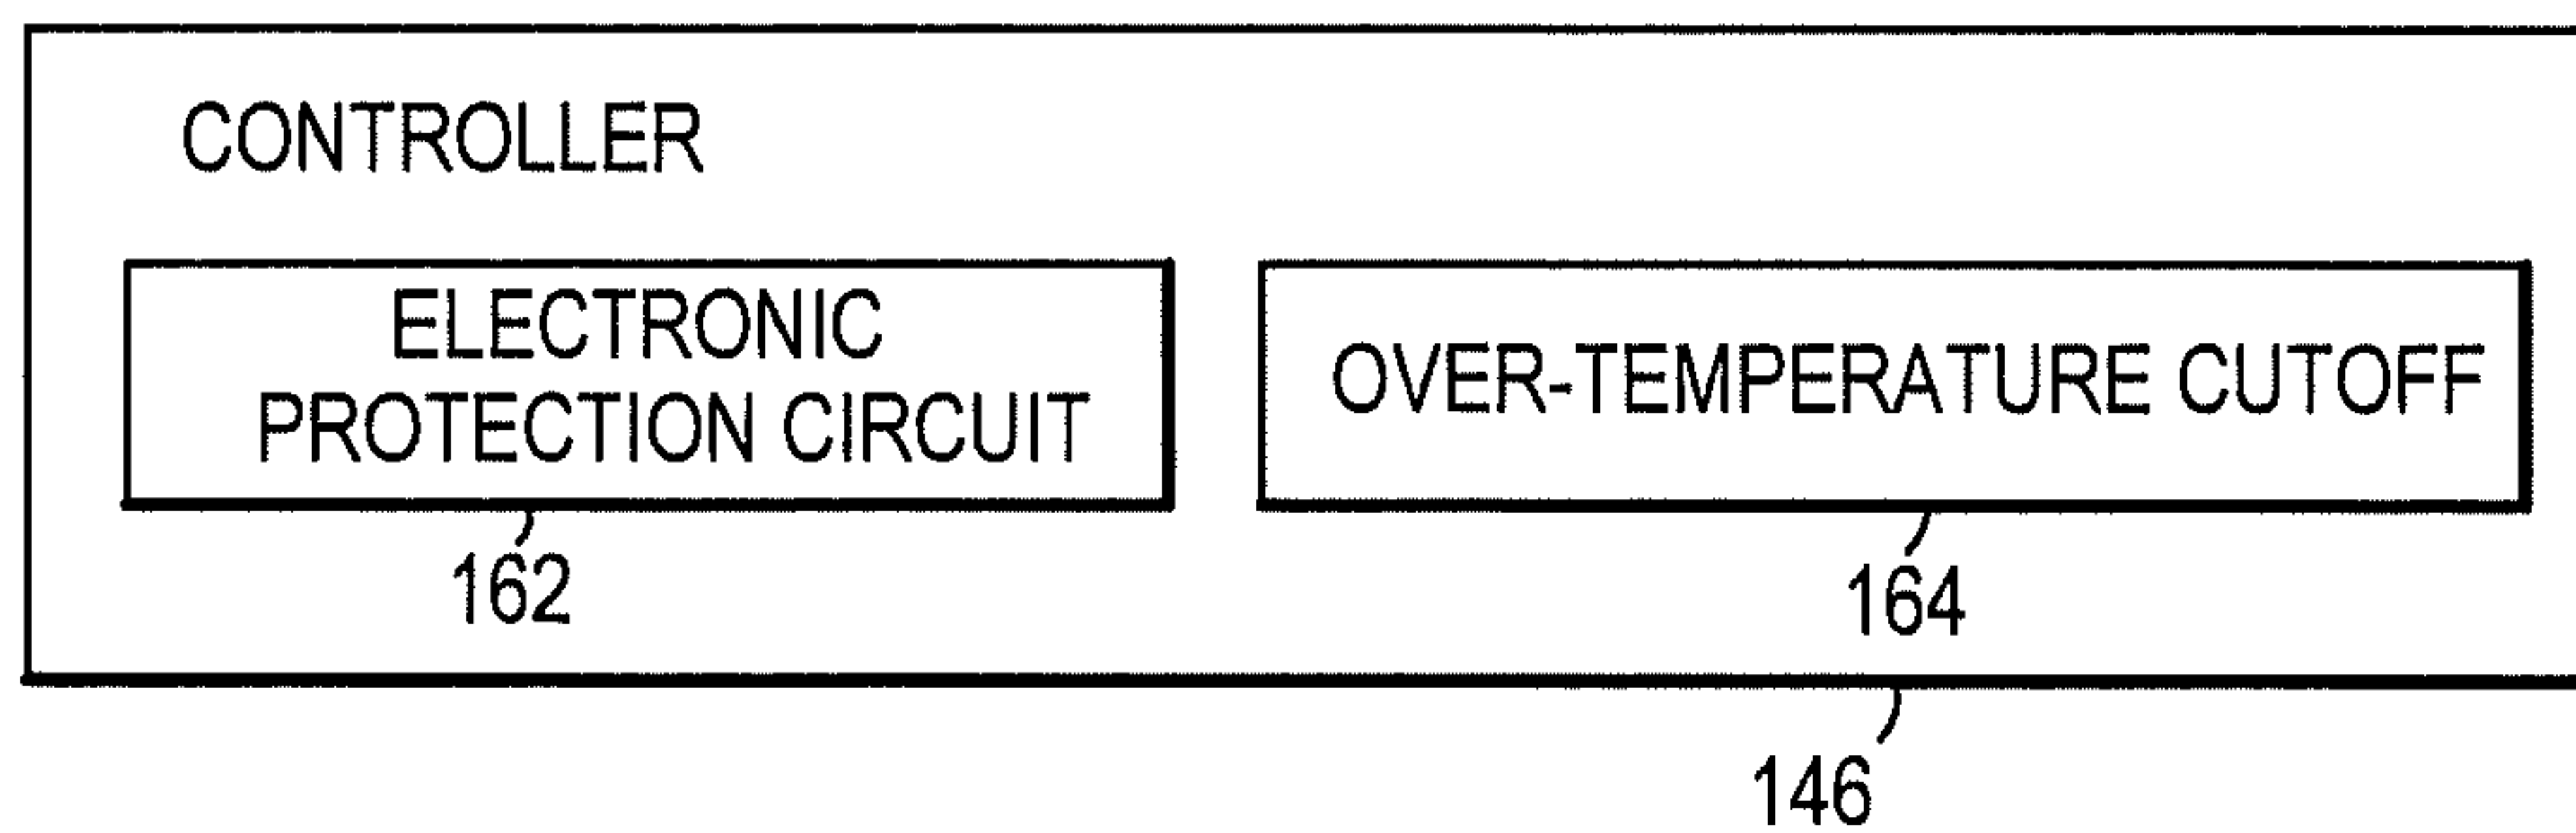 CONTROLLER
ELECTRONIC
PROTECTION CIRCUIT
OVER-TEMPERATURE CUTOFF
162
164
146